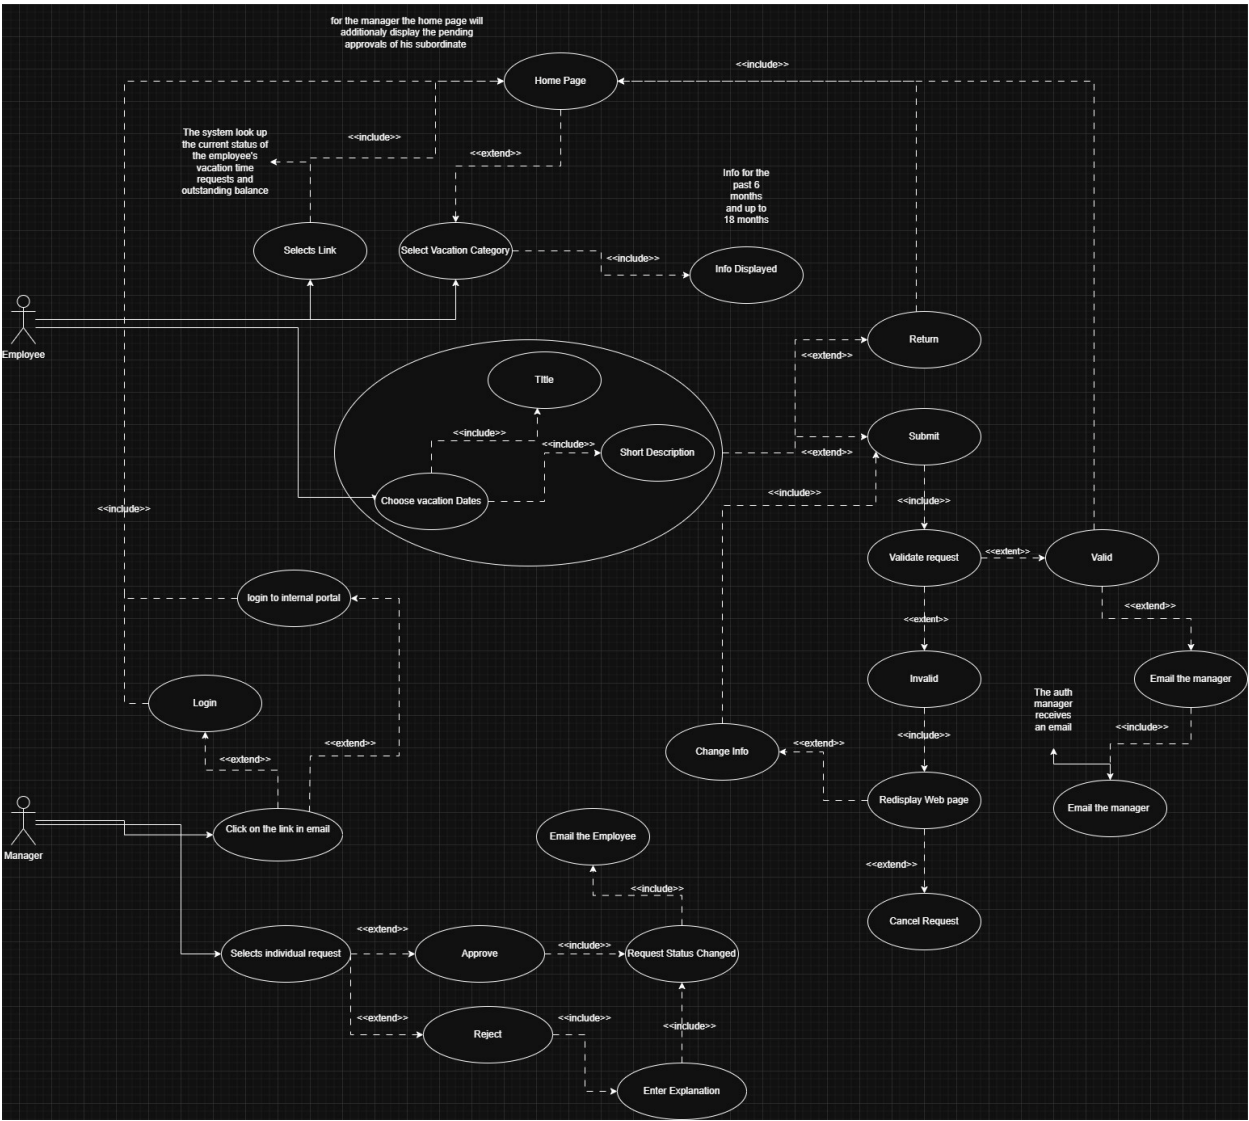 for the manager the home page will
additionaly display the pending
approvals of his subordinate
<<include>>
Home Page
The system look up
the current status of
the employee's
vacation time
requests and
outstanding balance
<<include>>
<<extend>>
Info for the
past 6
months
and up to
18 months
Selects Link
Select Vacation Category
<<include>>
Info Displayed
Employee
Return
<<extend>>
Title
<<include>>
<<include>>
Short Description
Submit
<<extend>>
Choose vacation Dates
<<include>>
<<include>>
<<include>>
Validate request
<<extent>>
Valid
login to internal portal
<<extend>>
<<extent>>
Login
Invalid
Email the manager
The auth
manager
receives
an email
<<include>>
<<include>>
<<extend>>
<<extend>>
Change Info
<<extend>>
Redisplay Web page
Email the manager
Manager
Click on the link in email
Email the Employee
<<extend>>
<<include>>
Cancel Request
Selects individual request
<<extend>>
Approve
<<include>>
Request Status Changed
<<extend>>
Reject
<<include>>
<<include>>
Enter Explanation